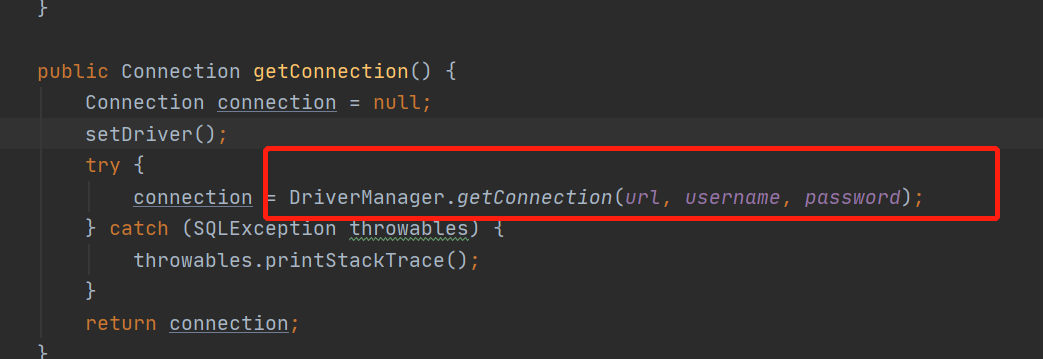 }
public Connection getConnection() {
Connection connection = null;
setDriver();
try {
connection = DriverManager.getConnection(url, username, password);
} catch (SQLException throwables) {
throwables.printStackTrace();
}
return connection;
}